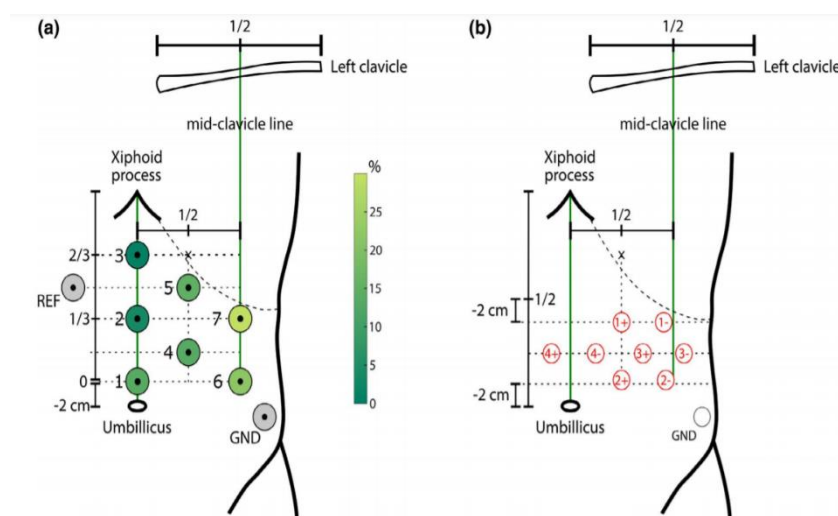 (a)
1/2
Left clavicle
mid-clavicle line
Xiphoid
process
1/2
%
25
20
15
10
5
0
2/3
3
REF
5
1/3
2
7
4
0
1
6
-2 cm
Umbillicus
GND
(b)
1/2
Left clavicle
mid-clavicle line
Xiphoid
process
1/2
x
-2 cm
1/2
1+
1-
4+
4-
3+
3-
2+
2-
-2 cm
Umbillicus
GND
x